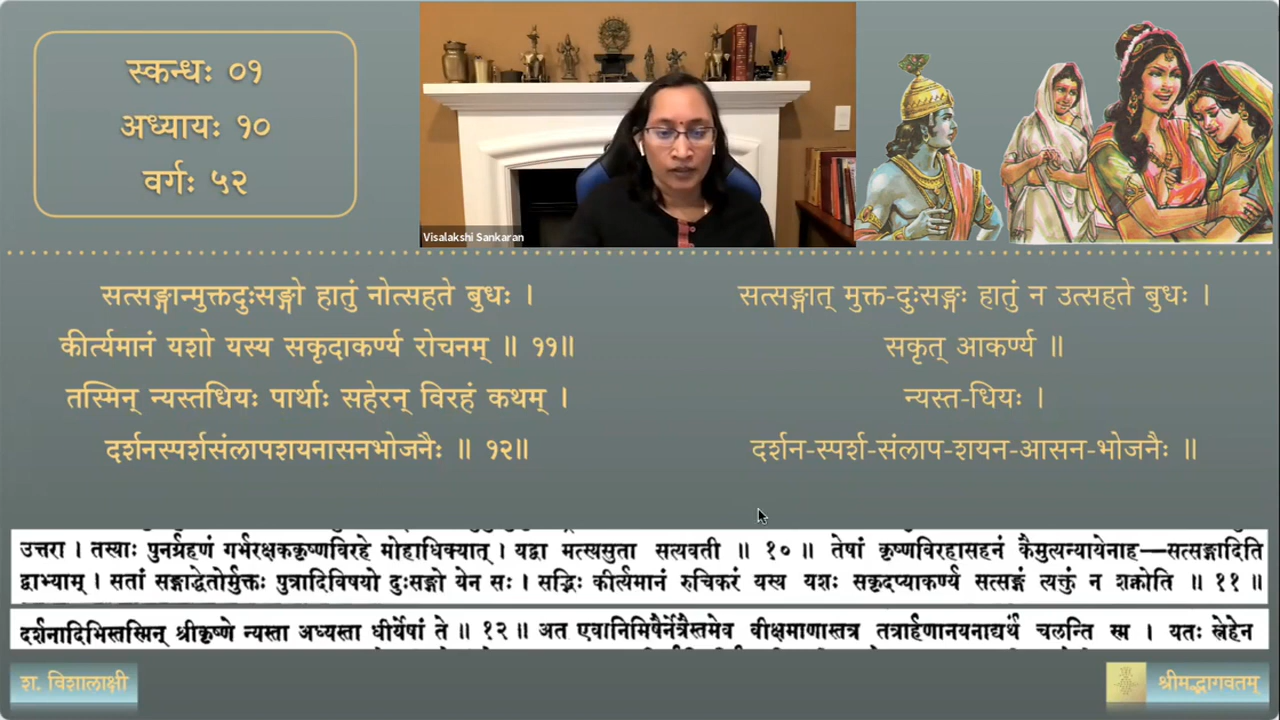 स्कन्धः ०१
अध्यायः १०
वर्गः ५२
Visalakshi Sankaran
सत्सङ्गान्मुक्तदुःसङ्गो हातुं नोत्सहते बुधः ।
कीर्त्यमानं यशो यस्य सकृदाकर्ण्य रोचनम् ॥ ११॥
तस्मिन् न्यस्तधियः पार्थाः सहेरन् विरहं कथम् ।
दर्शनस्पर्शसंलापशयनासनभोजनैः ॥ १२॥
सत्सङ्गात् मुक्त-दुःसङ्गः हातुं न उत्सहते बुधः ।
सकृत् आकर्ण्य ॥
न्यस्त-धियः ।
दर्शन-स्पर्श-संलाप-शयन-आसन-भोजनैः ॥
उत्तरा । तस्याः पुनर्ग्रहणं गर्भरक्षककृष्णविरहे मोहाधिक्यात् । यद्वा मत्स्यसुता सत्यवती ॥ १० ॥ तेषां कृष्णविरहासहनं कैमुत्यन्यायेनाह—सत्सङ्गादिति
द्वाभ्याम् । सतां सङ्गाद्धेतोर्मुक्तः पुत्रादिविषयो दुःसङ्गो येन सः । सद्भिः कीर्त्यमानं रुचिकरं यस्य यशः सकृदप्याकर्ण्य सत्सङ्गं त्यक्तुं न शक्नोति ॥ ११ ॥
दर्शनादिभिस्तस्मिन् श्रीकृष्णे न्यस्ता अध्यस्ता धीर्येषां ते ॥ १२ ॥ अत एवानिमिषैर्नेत्रैस्तमेव वीक्षमाणास्तत्र तत्रार्हणानयनाद्यर्थं चलन्ति स्म । यतः स्नेहेन
श. विशालाक्षी
श्रीमद्भागवतम्